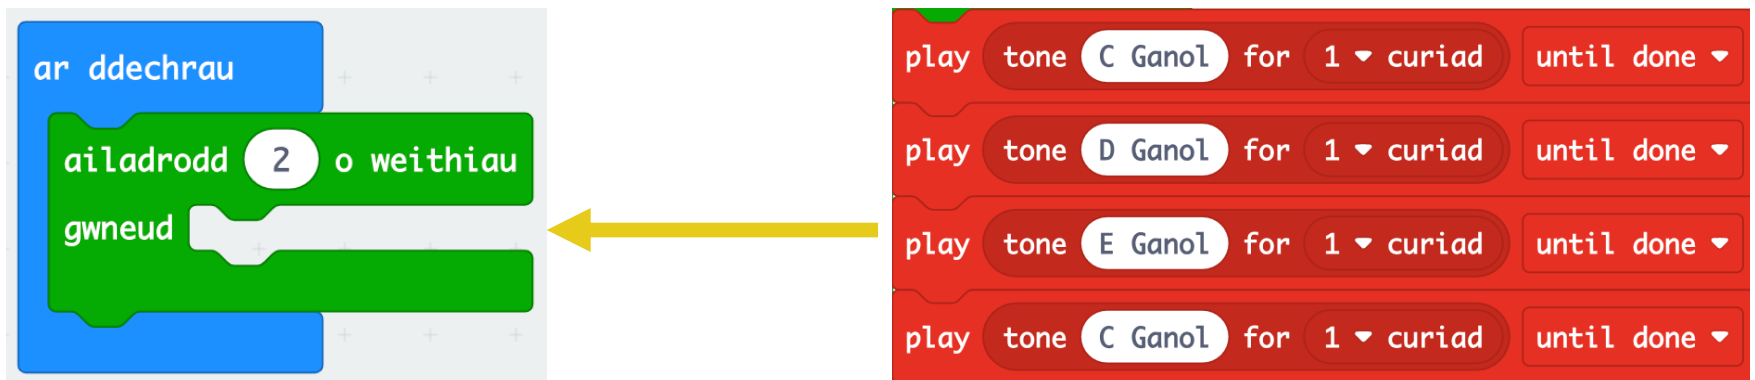 ar ddechrau
ailadrodd 2 o weithiau
gwneud
play tone C Ganol for 1 curiad until done
play tone D Ganol for 1 curiad until done
play tone E Ganol for 1 curiad until done
play tone C Ganol for 1 curiad until done